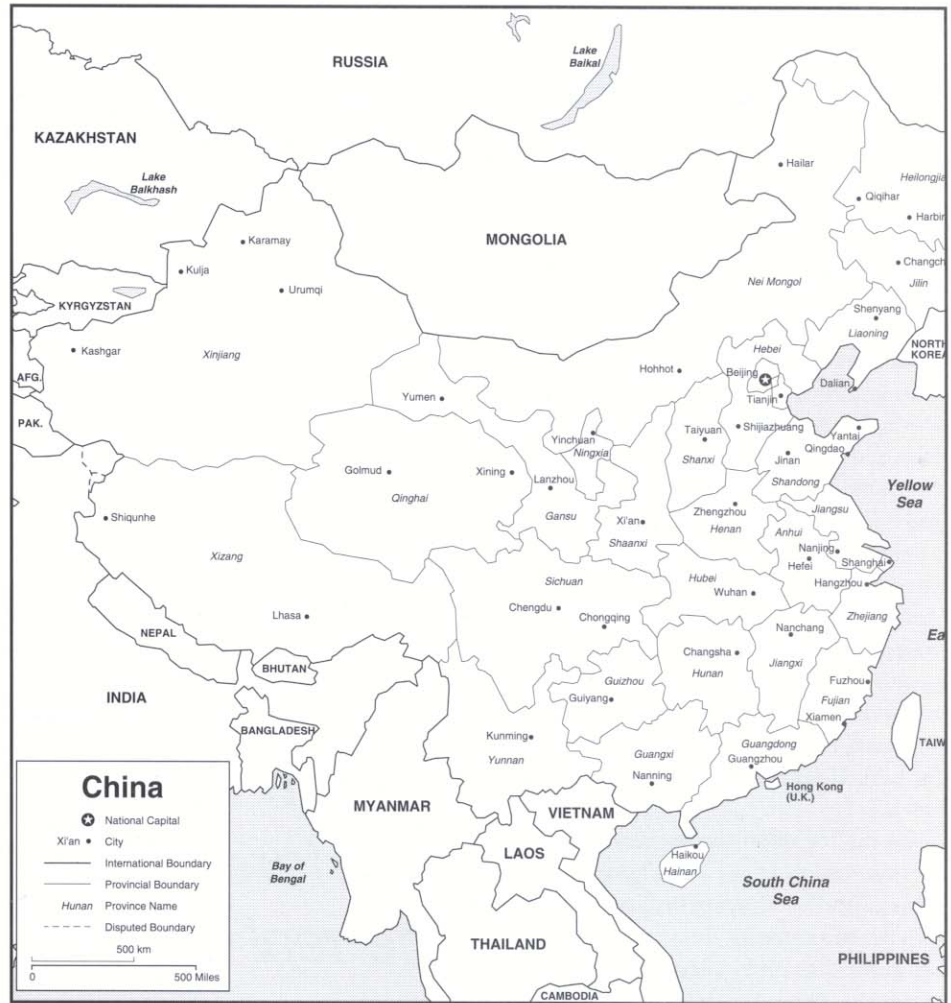 RUSSIA
Lake
Baikal
KAZAKHSTAN
Lake
Balkhash
Hailar
Heilongjia
Qiqihar
Harbin
Karamay
MONGOLIA
Kulja
Changch
Urumqi
Nei Mongol
Jilin
KYRGYZSTAN
Shenyang
Liaoning
Kashgar
Xinjiang
Hebei
NORTH
KOREA
Hohhot
Beijing
AFG.
Dalian
Yumen
Tianjin
PAK.
Taiyuan
Shijiazhuang
Yantai
Yinchuan
Ningxia
Qingdao
Golmud
Xining
Shanxi
Jinan
Lanzhou
Shandong
Yellow
Sea
Qinghai
Zhengzhou
Jiangsu
Shiqunhe
Gansu
Xi'an
Henan
Anhui
Shaanxi
Nanjing
Xizang
Hefei
Shanghai
Sichuan
Hubei
Hangzhou
Wuhan
Chengdu
Lhasa
Chongqing
Zhejiang
NEPAL
Nanchang
Ea
Changsha
BHUTAN
Hunan
Jiangxi
Guizhou
Fuzhou
INDIA
Guiyang
Fujian
Xiamen
BANGLADESH
Kunming
Guangdong
TAIW
Yunnan
Guangxi
Guangzhou
Nanning
Hong Kong
(U.K.)
MYANMAR
VIETNAM
LAOS
Haikou
Hainan
Bay of
Bengal
South China
Sea
THAILAND
PHILIPPINES
CAMBODIA
China
National Capital
Xi'an City
International Boundary
Provincial Boundary
Hunan Province Name
Disputed Boundary
500 km
0 500 Miles